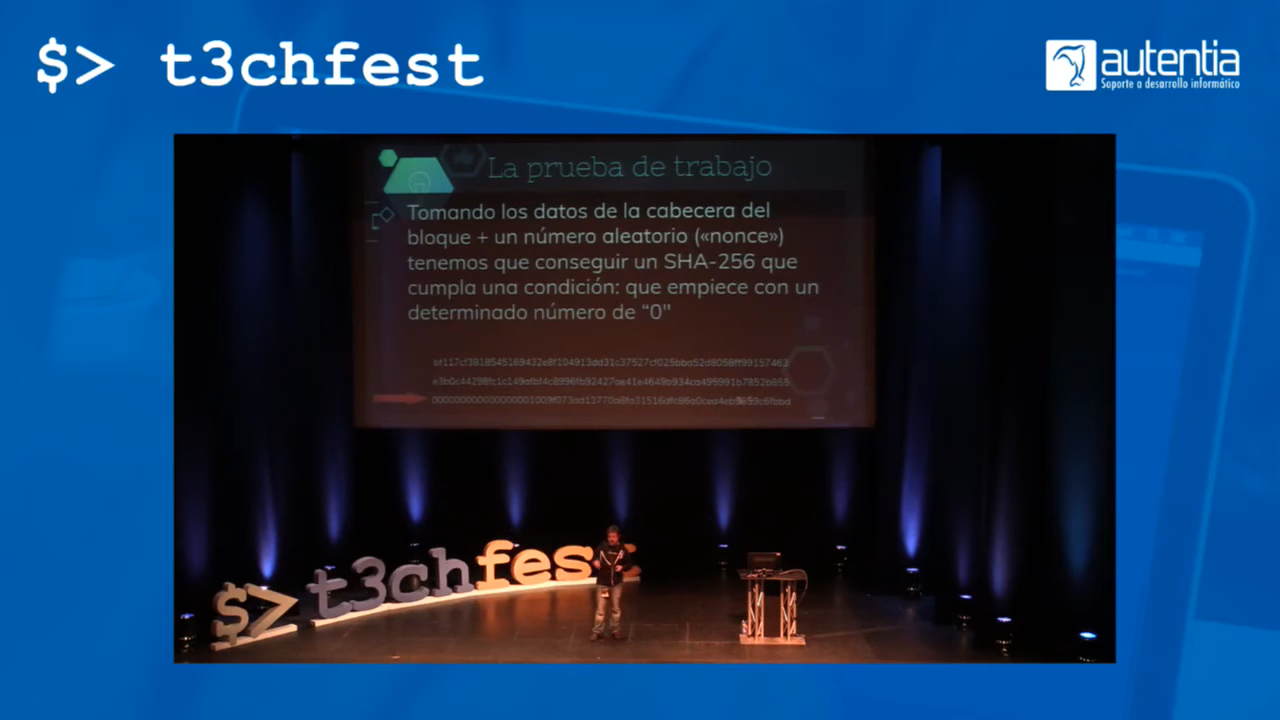 $> t3chfest
autentia
Soporte a desarrollo informático
La prueba de trabajo
Tomando los datos de la cabecera del
bloque + un número aleatorio («nonce»)
tenemos que conseguir un SHA-256 que
cumpla una condición: que empiece con un
determinado número de “0"
$> t3chfes